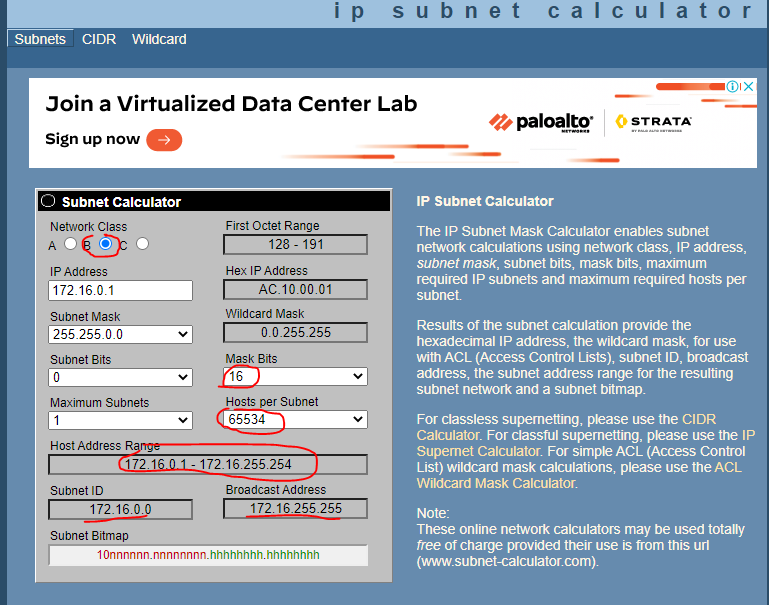 ip subnet calculator
Subnets CIDR Wildcard
Join a Virtualized Data Center Lab
Sign up now
paloalto
NETWORKS
STRATA
BY PALO ALTO NETWORKS
Subnet Calculator
Network Class
A B C
First Octet Range
128 - 191
IP Address
172.16.0.1
Hex IP Address
AC.10.00.01
Subnet Mask
255.255.0.0
Wildcard Mask
0.0.255.255
Subnet Bits
0
Mask Bits
16
Maximum Subnets
1
Hosts per Subnet
65534
Host Address Range
172.16.0.1 - 172.16.255.254
Subnet ID
172.16.0.0
Broadcast Address
172.16.255.255
Subnet Bitmap
10nnnnnn.nnnnnnnn.hhhhhhhh.hhhhhhhh
IP Subnet Calculator
The IP Subnet Mask Calculator enables subnet
network calculations using network class, IP address,
subnet mask, subnet bits, mask bits, maximum
required IP subnets and maximum required hosts per
subnet.
Results of the subnet calculation provide the
hexadecimal IP address, the wildcard mask, for use
with ACL (Access Control Lists), subnet ID, broadcast
address, the subnet address range for the resulting
subnet network and a subnet bitmap.
For classless supernetting, please use the CIDR
Calculator. For classful supernetting, please use the IP
Supernet Calculator. For simple ACL (Access Control
List) wildcard mask calculations, please use the ACL
Wildcard Mask Calculator.
Note:
These online network calculators may be used totally
free of charge provided their use is from this url
(www.subnet-calculator.com).